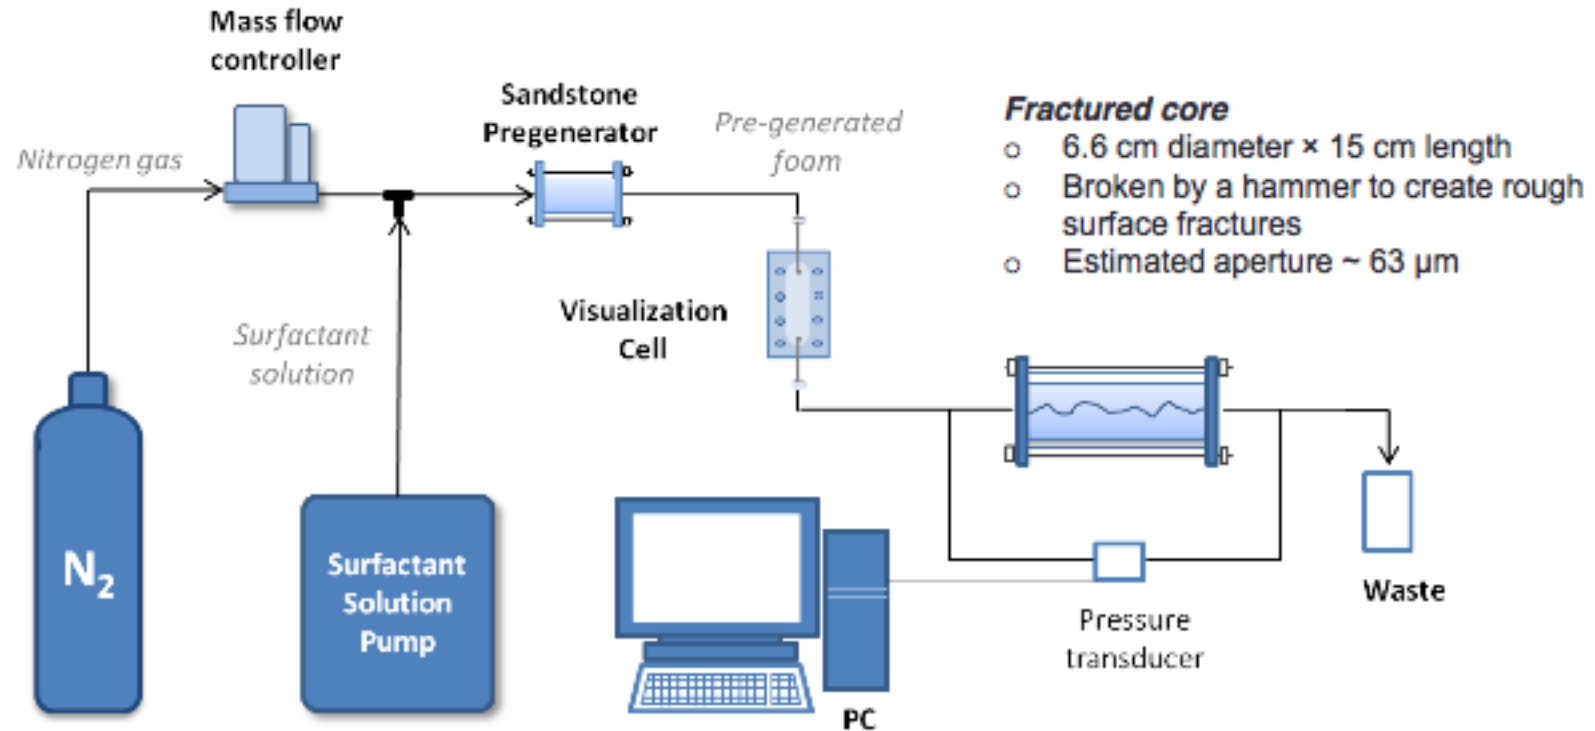 Mass flow
controller
Nitrogen gas
Sandstone
Pregenerator
Pre-generated
foam
Fractured core
o 6.6 cm diameter × 15 cm length
o Broken by a hammer to create rough
surface fractures
o Estimated aperture ~ 63 µm
Surfactant
solution
Visualization
Cell
N₂
Surfactant
Solution
Pump
Waste
Pressure
transducer
PC